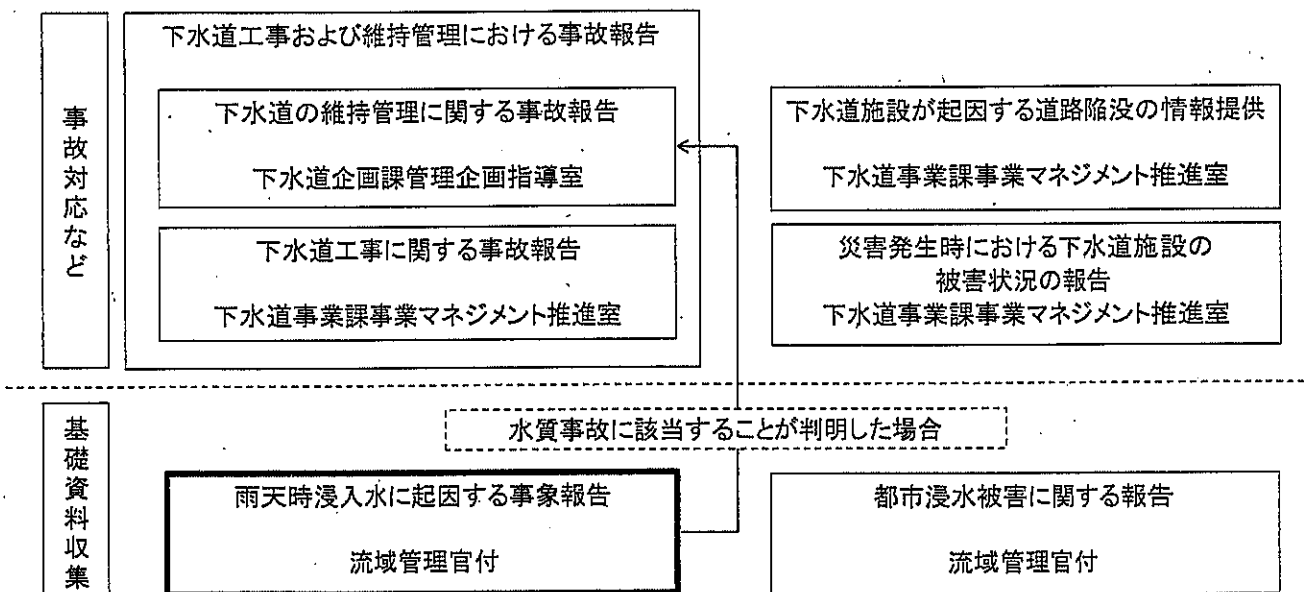 事故対応など
下水道工事および維持管理における事故報告
下水道の維持管理に関する事故報告
下水道企画課管理企画指導室
下水道工事に関する事故報告
下水道事業課事業マネジメント推進室
下水道施設が起因する道路陥没の情報提供
下水道事業課事業マネジメント推進室
災害発生時における下水道施設の
被害状況の報告
下水道事業課事業マネジメント推進室
水質事故に該当することが判明した場合
基礎資料収集
雨天時浸入水に起因する事象報告
流域管理官付
都市浸水被害に関する報告
流域管理官付